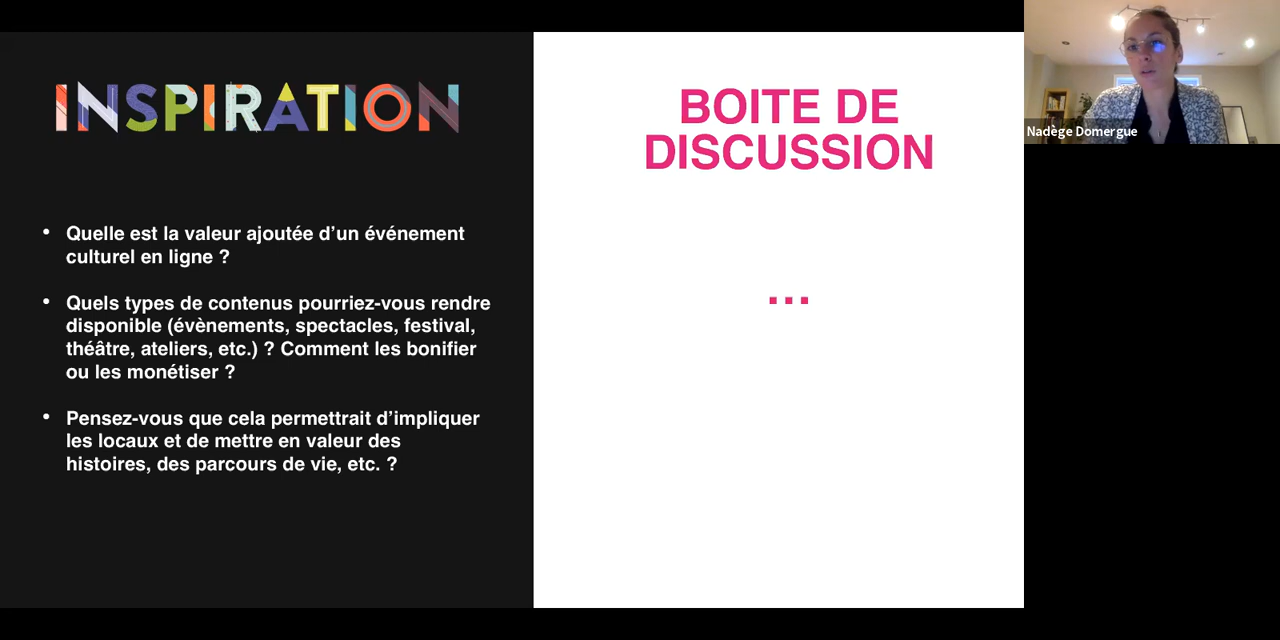 INSPIRATION
• Quelle est la valeur ajoutée d’un événement
culturel en ligne ?
• Quels types de contenus pourriez-vous rendre
disponible (évènements, spectacles, festival,
théâtre, ateliers, etc.) ? Comment les bonifier
ou les monétiser ?
• Pensez-vous que cela permettrait d’impliquer
les locaux et de mettre en valeur des
histoires, des parcours de vie, etc. ?
BOITE DE
DISCUSSION
...
Nadège Domergue